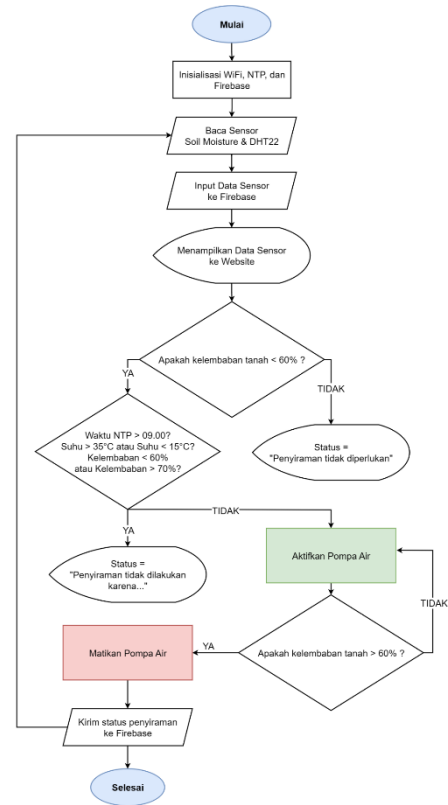 Mulai
Inisialisasi WiFi, NTP, dan
Firebase
Baca Sensor
Soil Moisture & DHT22
Input Data Sensor
ke Firebase
Menampilkan Data Sensor
ke Website
Apakah kelembaban tanah < 60% ?
YA
TIDAK
Waktu NTP > 09.00?
Suhu > 35°C atau Suhu < 15°C?
Kelembaban < 60%
atau Kelembaban > 70%?
Status =
"Penyiraman tidak diperlukan"
TIDAK
YA
Aktifkan Pompa Air
Status =
"Penyiraman tidak dilakukan
karena..."
TIDAK
Matikan Pompa Air
YA
Apakah kelembaban tanah > 60% ?
Kirim status penyiraman
ke Firebase
Selesai